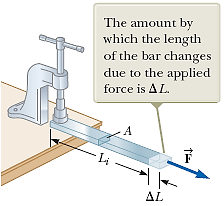 The amount by
which the length
of the bar changes
due to the applied
force is ΔL.
A
Lᵢ
F⃗
ΔL